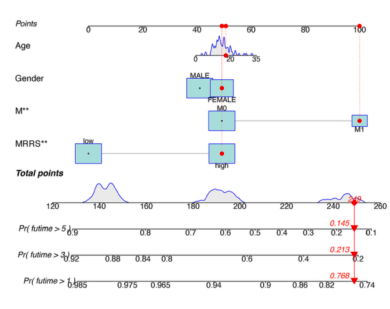 Points
0 20 40 60 80 100
Age
0 20 35
Gender
MALE
FEMALE
M**
M0
M1
MRRS**
low
high
Total points
120 140 160 180 200 220 240 260
Pr( futime > 5 )
0.9 0.8 0.7 0.6 0.5 0.4 0.3 0.2 0.1
0.145
Pr( futime > 3 )
0.92 0.88 0.84 0.8 0.6 0.4 0.2
0.213
Pr( futime > 1 )
0.985 0.975 0.965 0.94 0.9 0.86 0.82 0.74
0.768